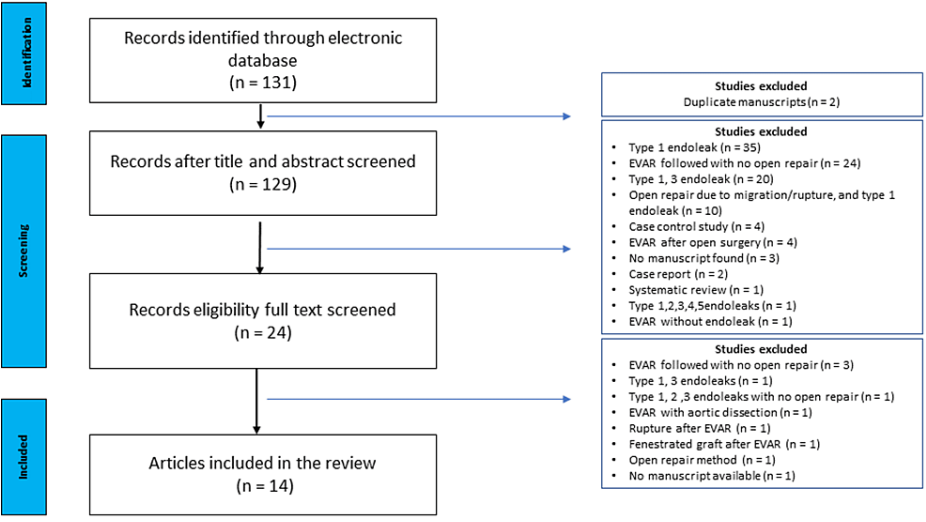 Identification
Records identified through electronic
database
(n = 131)
Studies excluded
Duplicate manuscripts (n = 2)
Screening
Records after title and abstract screened
(n = 129)
Studies excluded
• Type 1 endoleak (n = 35)
• EVAR followed with no open repair (n = 24)
• Type 1, 3 endoleak (n = 20)
• Open repair due to migration/rupture, and type 1
endoleak (n = 10)
• Case control study (n = 4)
• EVAR after open surgery (n = 4)
• No manuscript found (n = 3)
• Case report (n = 2)
• Systematic review (n = 1)
• Type 1,2,3,4,5endoleaks (n = 1)
• EVAR without endoleak (n = 1)
Records eligibility full text screened
(n = 24)
Studies excluded
• EVAR followed with no open repair (n = 3)
• Type 1, 3 endoleaks (n = 1)
• Type 1, 2 ,3 endoleaks with no open repair (n = 1)
• EVAR with aortic dissection (n = 1)
• Rupture after EVAR (n = 1)
• Fenestrated graft after EVAR (n = 1)
• Open repair method (n = 1)
• No manuscript available (n = 1)
Included
Articles included in the review
(n = 14)